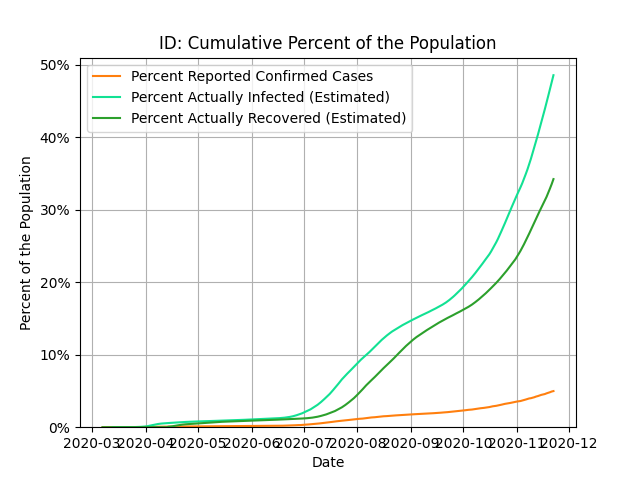 ID: Cumulative Percent of the Population
Percent Reported Confirmed Cases
Percent Actually Infected (Estimated)
Percent Actually Recovered (Estimated)
50%
40%
30%
20%
10%
0%
Percent of the Population
2020-03 2020-04 2020-05 2020-06 2020-07 2020-08 2020-09 2020-10 2020-11 2020-12
Date